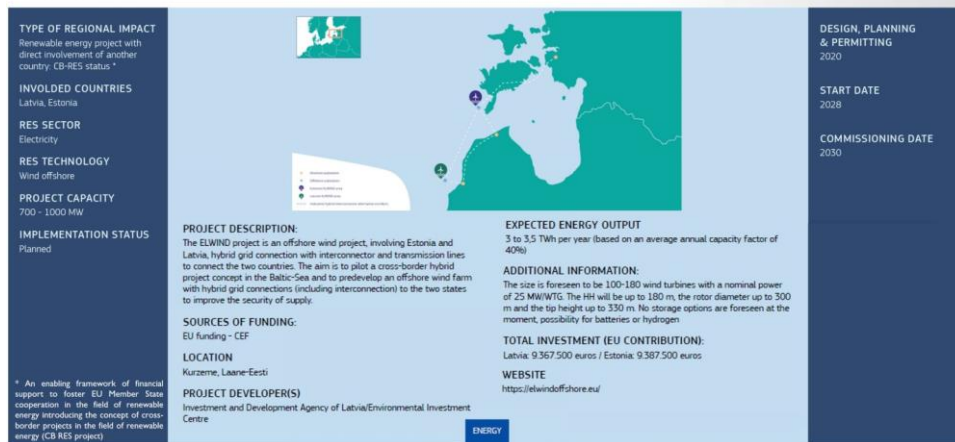 TYPE OF REGIONAL IMPACT
Renewable energy project with
direct involvement of another
country: CB-RES status *
INVOLDED COUNTRIES
Latvia, Estonia
RES SECTOR
Electricity
RES TECHNOLOGY
Wind offshore
PROJECT CAPACITY
700 - 1000 MW
IMPLEMENTATION STATUS
Planned
* An enabling framework of financial
support to foster EU Member State
cooperation in the field of renewable
energy introducing the concept of cross-
border projects in the field of renewable
energy (CB RES project)
PROJECT DESCRIPTION:
The ELWIND project is an offshore wind project, involving Estonia and
Latvia, hybrid grid connection with interconnector and transmission lines
to connect the two countries. The aim is to pilot a cross-border hybrid
project concept in the Baltic-Sea and to predevelop an offshore wind farm
with hybrid grid connections (including interconnection) to the two states
to improve the security of supply.
SOURCES OF FUNDING:
EU funding - CEF
LOCATION
Kurzeme, Laane-Eesti
PROJECT DEVELOPER(S)
Investment and Development Agency of Latvia/Environmental Investment
Centre
EXPECTED ENERGY OUTPUT
3 to 3,5 TWh per year (based on an average annual capacity factor of
40%)
ADDITIONAL INFORMATION:
The size is foreseen to be 100-180 wind turbines with a nominal power
of 25 MW/WTG. The HH will be up to 180 m, the rotor diameter up to 300
m and the tip height up to 330 m. No storage options are foreseen at the
moment, possibility for batteries or hydrogen
TOTAL INVESTMENT (EU CONTRIBUTION):
Latvia: 9.367.500 euros / Estonia: 9.387.500 euros
WEBSITE
https://elwindoffshore.eu/
ENERGY
DESIGN, PLANNING
& PERMITTING
2020
START DATE
2028
COMMISSIONING DATE
2030